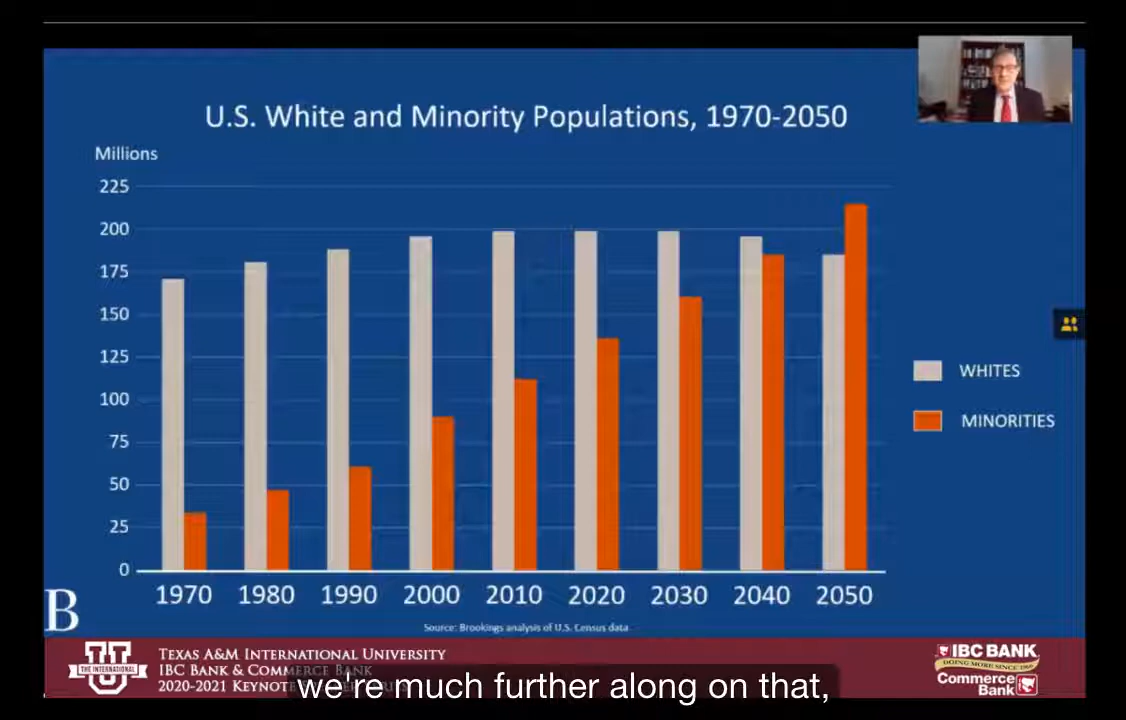 U.S. White and Minority Populations, 1970-2050
Millions
225
200
175
150
125
100
75
50
25
0
1970 1980 1990 2000 2010 2020 2030 2040 2050
WHITES
MINORITIES
Source: Brookings analysis of U.S. Census data
B
THE INTERNATIONAL
TEXAS A&M INTERNATIONAL UNIVERSITY
IBC BANK & COMMERCE BANK
2020-2021 KEYNOTE
IBC BANK
DOING MORE SINCE 1966
Commerce
Bank
we're much further along on that,